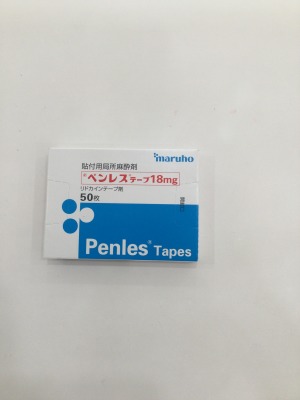 maruho
貼付用局所麻酔剤
ペンレス®テープ18mg
リドカインテープ剤
50枚
Penles® Tapes